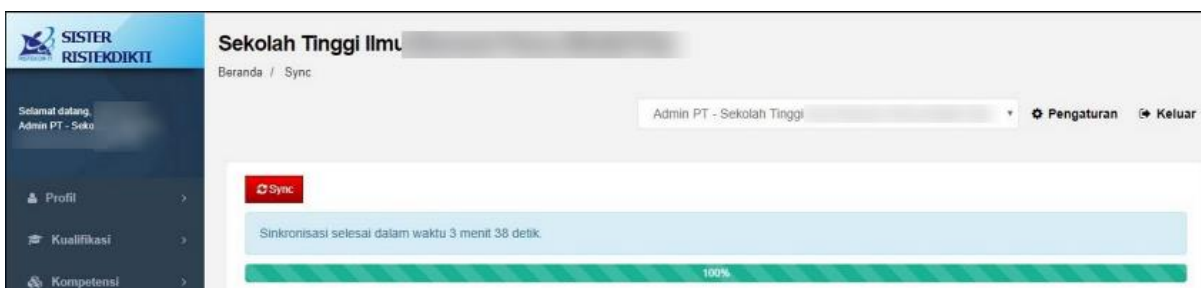 SISTER
RISTEKDIKTI
Selamat datang,
Admin PT - Seko
Profil
Kualifikasi
Kompetensi
Sekolah Tinggi Ilmu
Beranda / Sync
Admin PT - Sekolah Tinggi
Pengaturan
Keluar
Sync
Sinkronisasi selesai dalam waktu 3 menit 38 detik.
100%